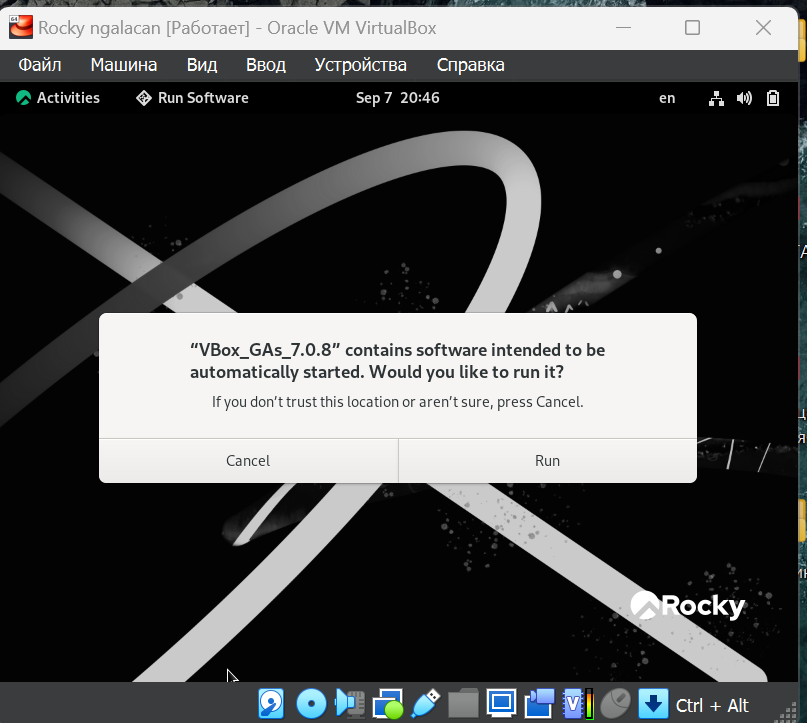 Rocky ngalacan [Работает] - Oracle VM VirtualBox
Файл Машина Вид Ввод Устройства Справка
Activities Run Software Sep 7 20:46 en
“VBox_GAs_7.0.8” contains software intended to be
automatically started. Would you like to run it?
If you don’t trust this location or aren’t sure, press Cancel.
Cancel Run
Rocky
Ctrl + Alt